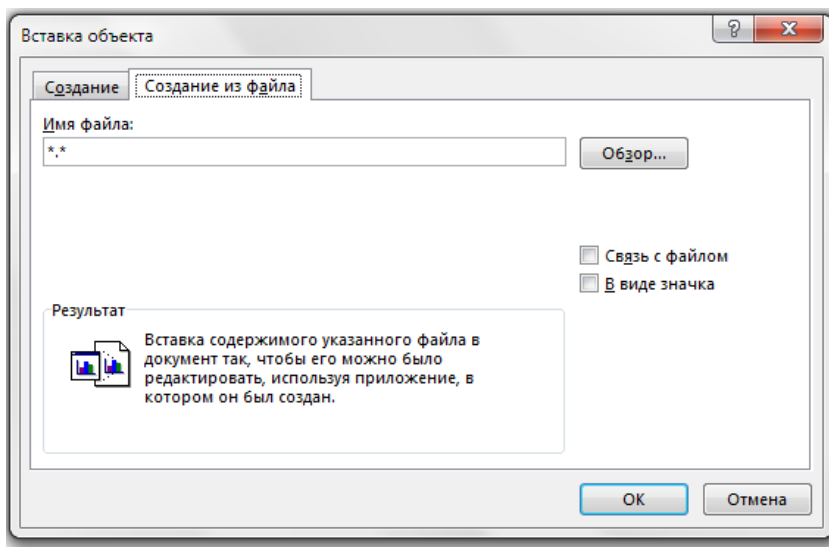 Вставка объекта
Создание
Создание из файла
Имя файла:
*.*
Обзор...
Связь с файлом
В виде значка
Результат
Вставка содержимого указанного файла в
документ так, чтобы его можно было
редактировать, используя приложение, в
котором он был создан.
ОК
Отмена